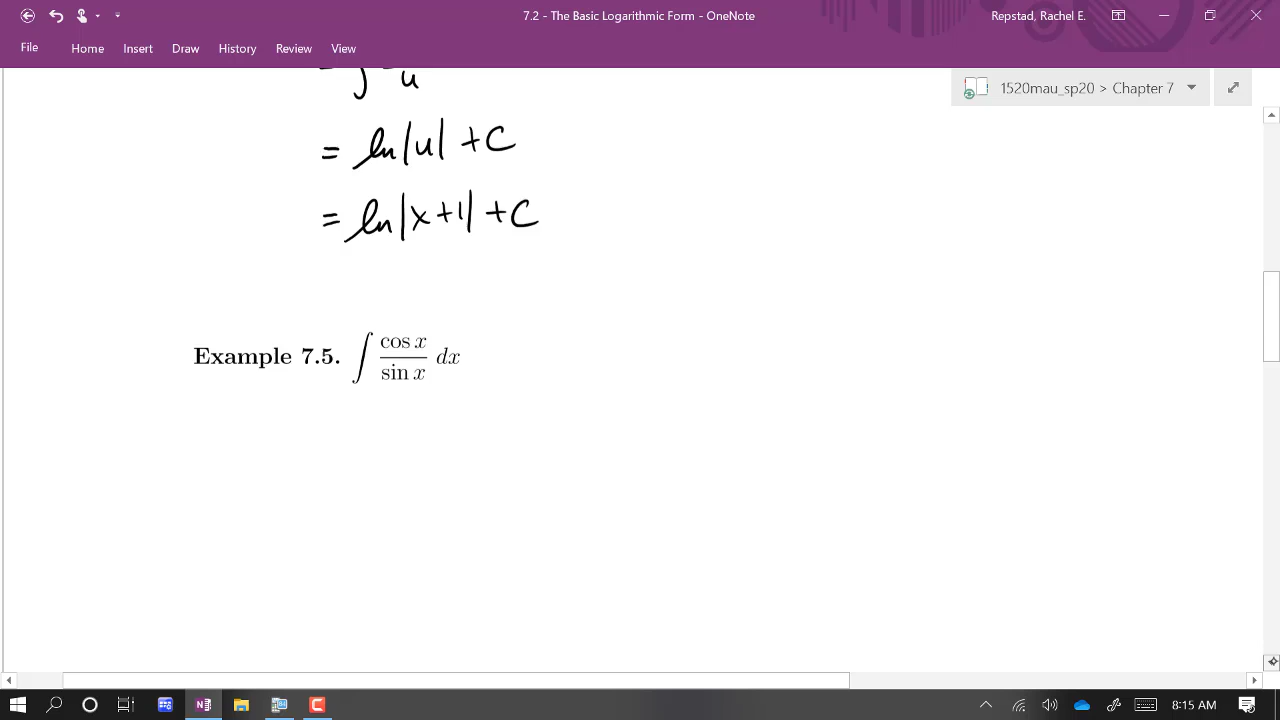 7.2 - The Basic Logarithmic Form - OneNote
Repstad, Rachel E.
File Home Insert Draw History Review View
1520mau_sp20 > Chapter 7
= ∫ — u
= ln|u| + C
= ln|x+1| + C
Example 7.5. ∫ cos x / sin x dx
8:15 AM